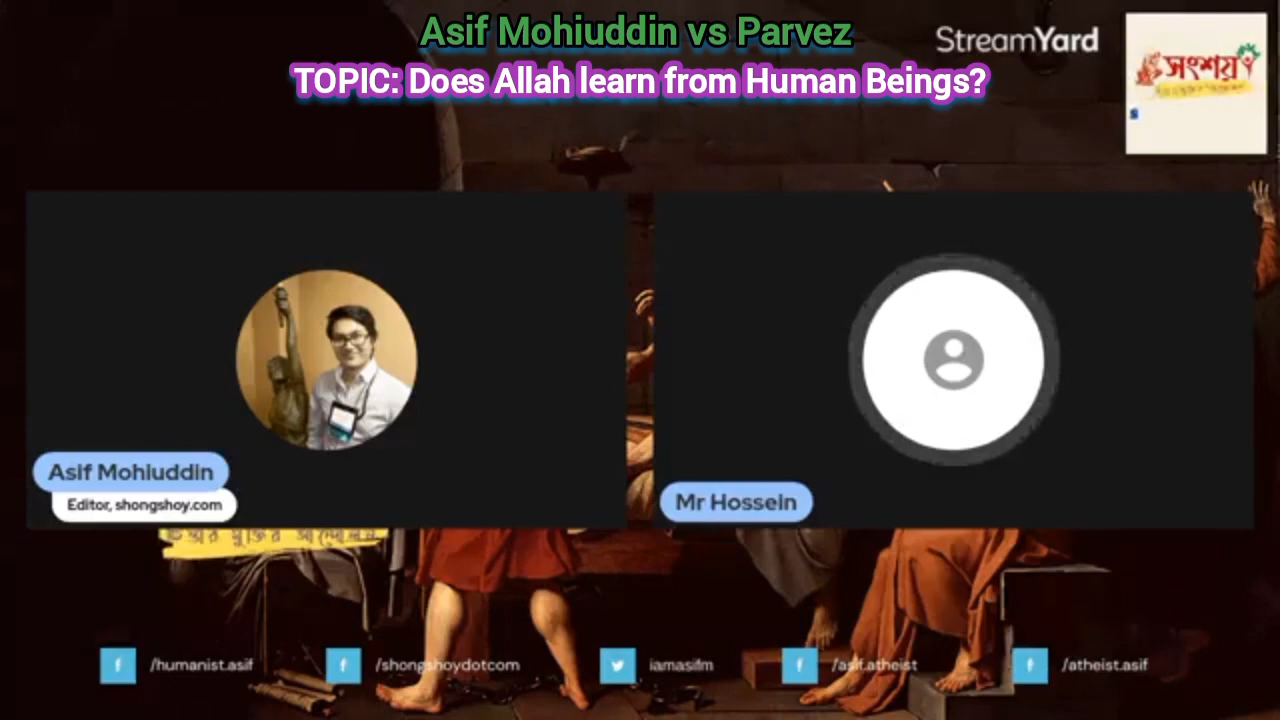 Asif Mohiuddin vs Parvez
StreamYard
TOPIC: Does Allah learn from Human Beings?
সংশয়
Asif Mohiuddin
Editor, shongshoy.com
Mr Hossein
/humanist.asif
/shongshoydotcom
iamasifm
/asif.atheist
/atheist.asif